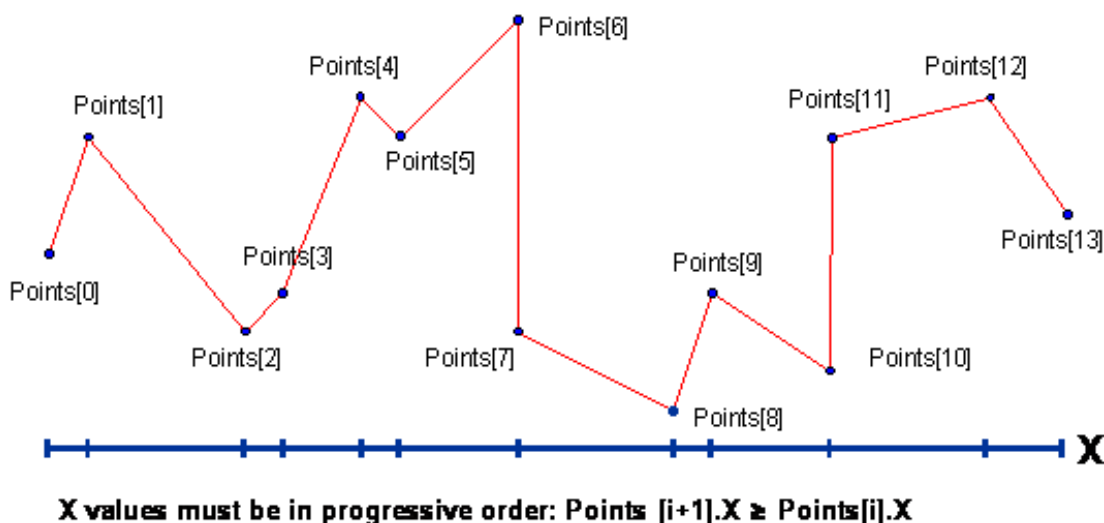 Points[6]
Points[4]
Points[12]
Points[1]
Points[11]
Points[5]
Points[3]
Points[9]
Points[13]
Points[0]
Points[2]
Points[7]
Points[10]
Points[8]
X
X values must be in progressive order: Points [i+1].X ≥ Points[i].X